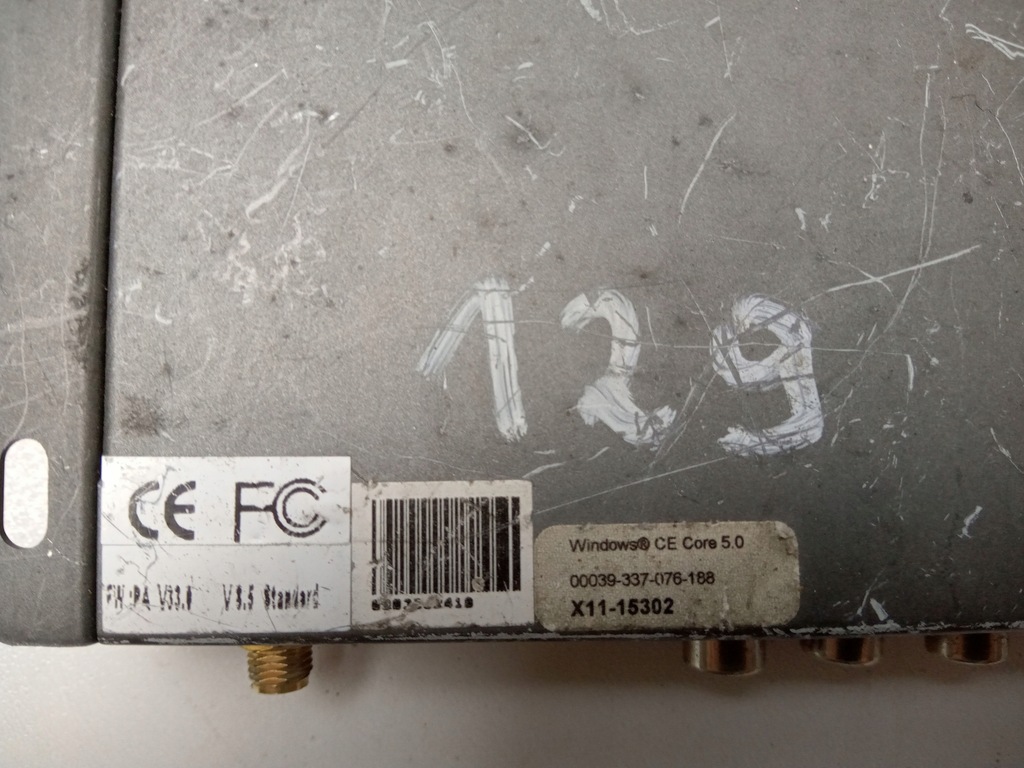 129
CE FC
V3.5 Standard
Windows® CE Core 5.0
00039-337-076-188
X11-15302